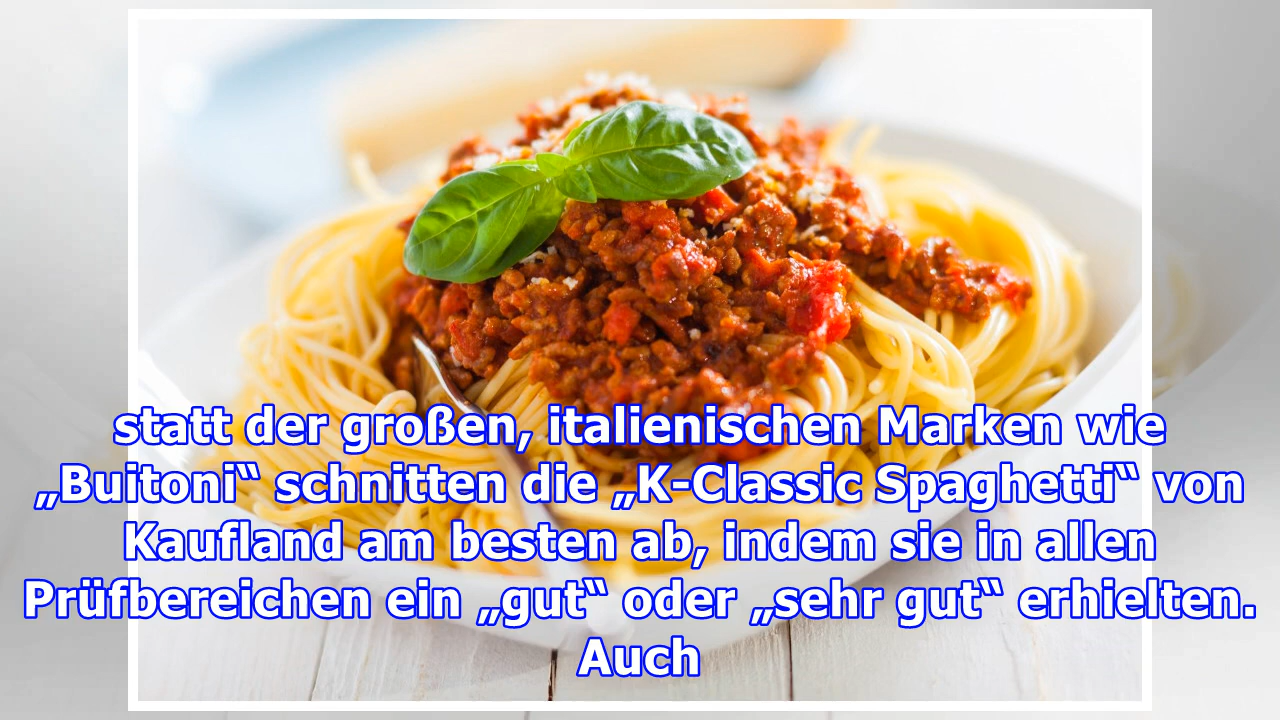 statt der großen, italienischen Marken wie
„Buitoni“ schnitten die „K-Classic Spaghetti“ von
Kaufland am besten ab, indem sie in allen
Prüfbereichen ein „gut“ oder „sehr gut“ erhielten.
Auch